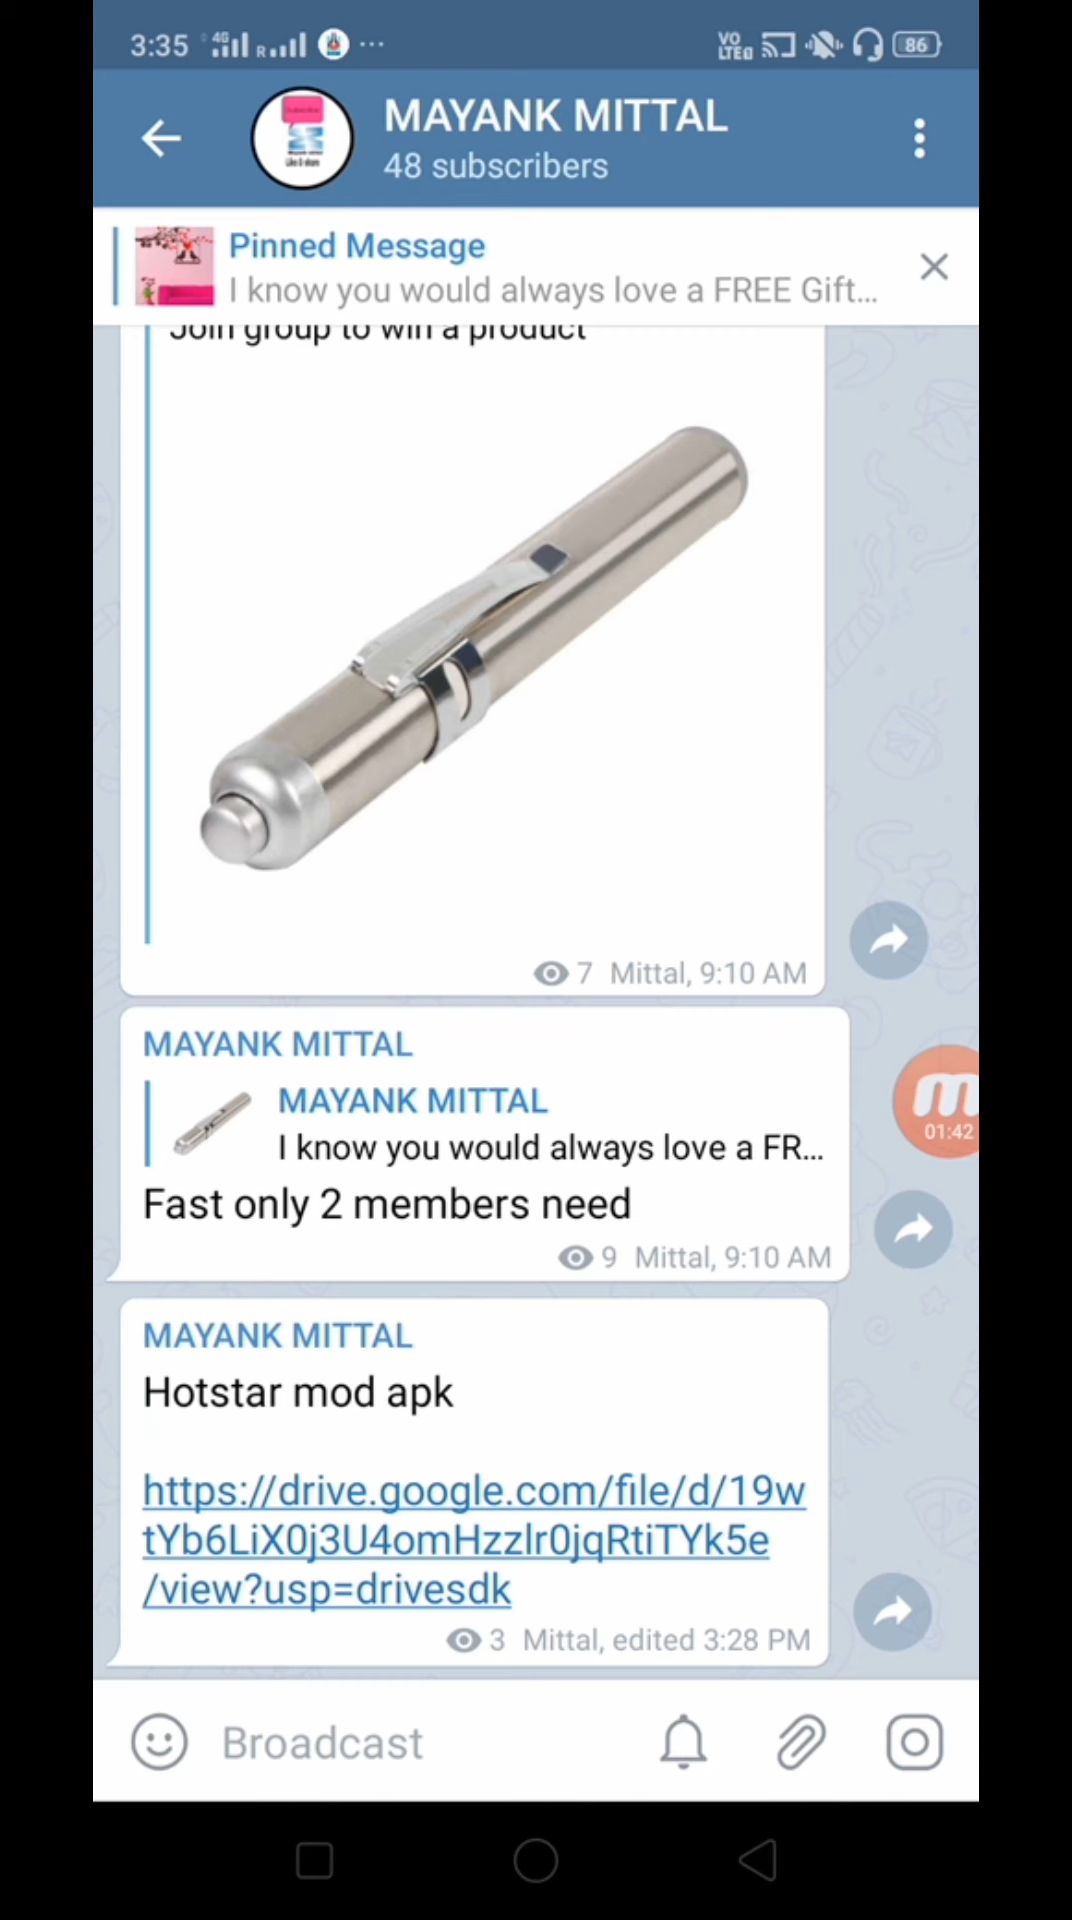 3:35 4G R ... VO LTE 86
MAYANK MITTAL
48 subscribers
Pinned Message
I know you would always love a FREE Gift...
Join group to win a product
7 Mittal, 9:10 AM
MAYANK MITTAL
MAYANK MITTAL
I know you would always love a FR...
01:42
Fast only 2 members need
9 Mittal, 9:10 AM
MAYANK MITTAL
Hotstar mod apk
https://drive.google.com/file/d/19w
tYb6LiX0j3U4omHzzlr0jqRtiTYk5e
/view?usp=drivesdk
3 Mittal, edited 3:28 PM
Broadcast